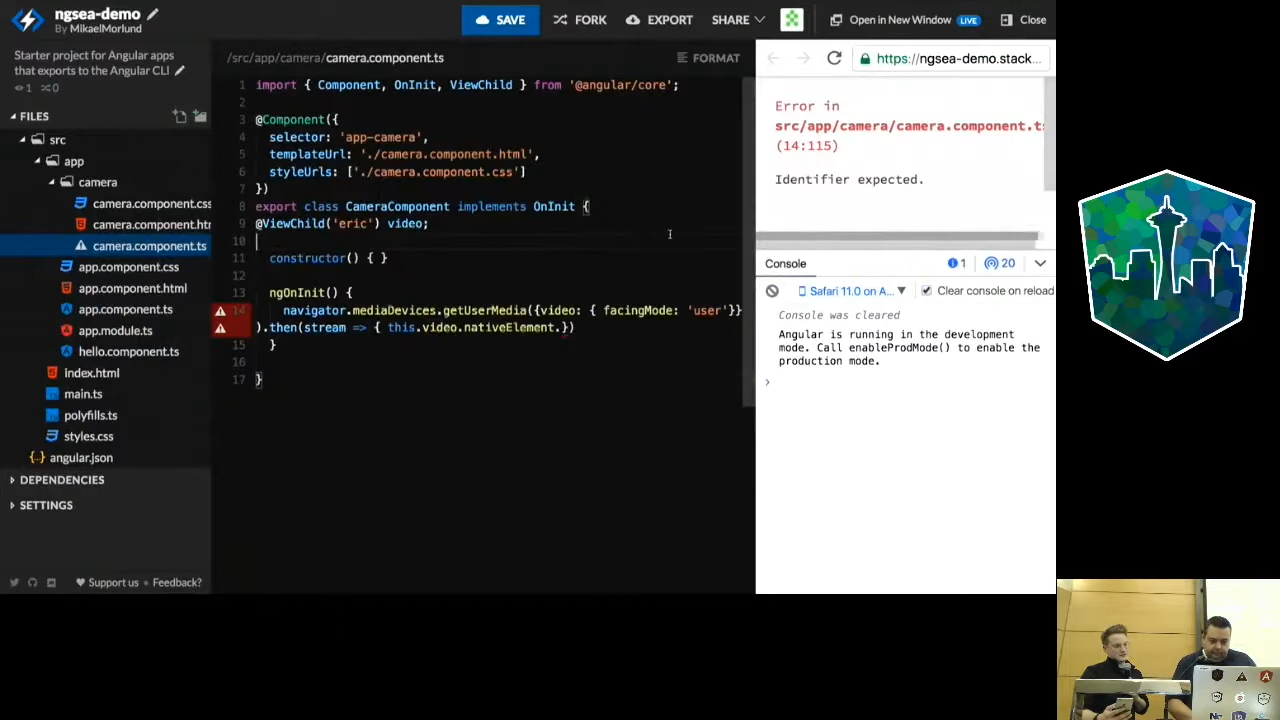 ngsea-demo
By MikaelMorlund
SAVE
FORK
EXPORT
SHARE
Open in New Window LIVE
Close
Starter project for Angular apps
that exports to the Angular CLI
1 0
FILES
src
app
camera
camera.component.css
camera.component.htr
camera.component.ts
app.component.css
app.component.html
app.component.ts
app.module.ts
hello.component.ts
index.html
main.ts
polyfills.ts
styles.css
angular.json
DEPENDENCIES
SETTINGS
Support us • Feedback?
/src/app/camera/camera.component.ts
FORMAT
1 import { Component, OnInit, ViewChild } from '@angular/core';
2
3 @Component({
4 selector: 'app-camera',
5 templateUrl: './camera.component.html',
6 styleUrls: ['./camera.component.css']
7 })
8 export class CameraComponent implements OnInit {
9 @ViewChild('eric') video;
10
11 constructor() { }
12
13 ngOnInit() {
14 navigator.mediaDevices.getUserMedia({video: { facingMode: 'user'}}
).then(stream => { this.video.nativeElement.})
15 }
16
17 }
https://ngsea-demo.stack...
Error in
src/app/camera/camera.component.ts
(14:115)
Identifier expected.
Console
1
20
Safari 11.0 on A...
Clear console on reload
Console was cleared
Angular is running in the development
mode. Call enableProdMode() to enable the
production mode.